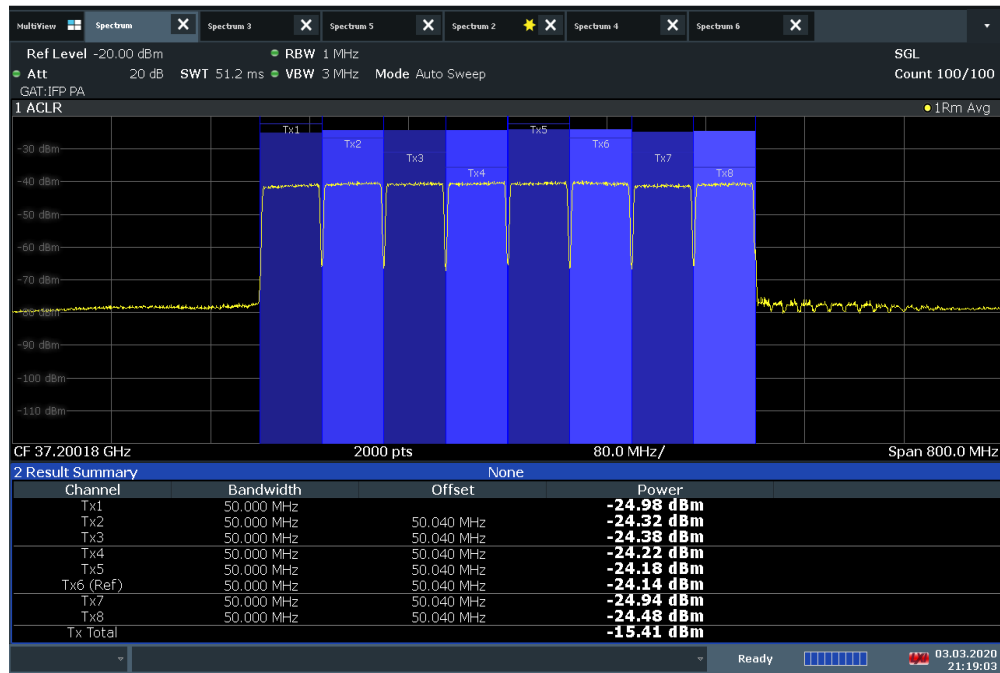 MultiView Spectrum X Spectrum 3 X Spectrum 5 X Spectrum 2 X Spectrum 4 X Spectrum 6 X
Ref Level -20.00 dBm RBW 1 MHz SGL
Att 20 dB SWT 51.2 ms VBW 3 MHz Mode Auto Sweep Count 100/100
GAT:IFP PA
1 ACLR 1Rm Avg
Tx1 Tx5
Tx2 Tx6
-30 dBm
Tx3 Tx7
Tx4 Tx8
-40 dBm
-50 dBm
-60 dBm
-70 dBm
-80 dBm
-90 dBm
-100 dBm
-110 dBm
CF 37.20018 GHz 2000 pts 80.0 MHz/ Span 800.0 MHz
2 Result Summary None
Channel Bandwidth Offset Power
Tx1 50.000 MHz -24.98 dBm
Tx2 50.000 MHz 50.040 MHz -24.32 dBm
Tx3 50.000 MHz 50.040 MHz -24.38 dBm
Tx4 50.000 MHz 50.040 MHz -24.22 dBm
Tx5 50.000 MHz 50.040 MHz -24.18 dBm
Tx6 (Ref) 50.000 MHz 50.040 MHz -24.14 dBm
Tx7 50.000 MHz 50.040 MHz -24.94 dBm
Tx8 50.000 MHz 50.040 MHz -24.48 dBm
Tx Total -15.41 dBm
Ready 03.03.2020
21:19:03